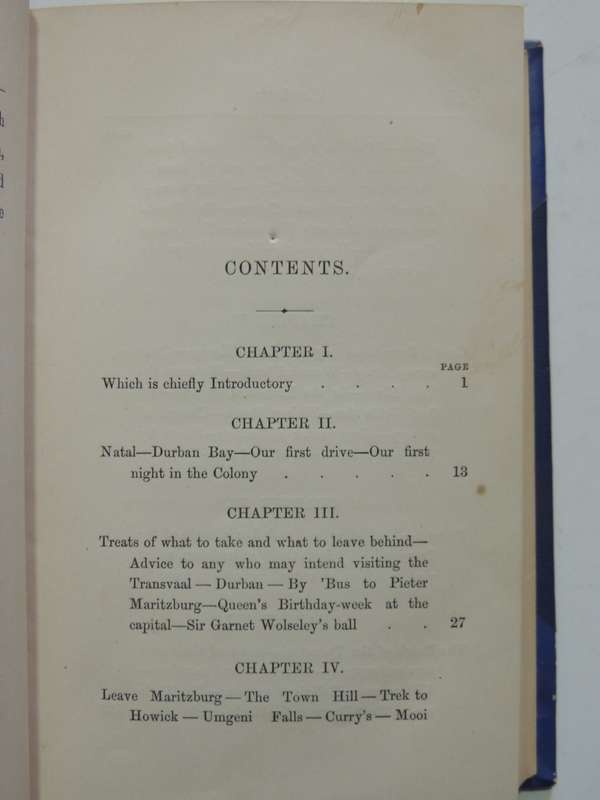 CONTENTS.
CHAPTER I.
PAGE
Which is chiefly Introductory . . . . 1
CHAPTER II.
Natal—Durban Bay—Our first drive—Our first
night in the Colony . . . . . 13
CHAPTER III.
Treats of what to take and what to leave behind—
Advice to any who may intend visiting the
Transvaal — Durban — By 'Bus to Pieter
Maritzburg—Queen's Birthday-week at the
capital—Sir Garnet Wolseley's ball . . 27
CHAPTER IV.
Leave Maritzburg — The Town Hill — Trek to
Howick — Umgeni Falls — Curry's — Mooi